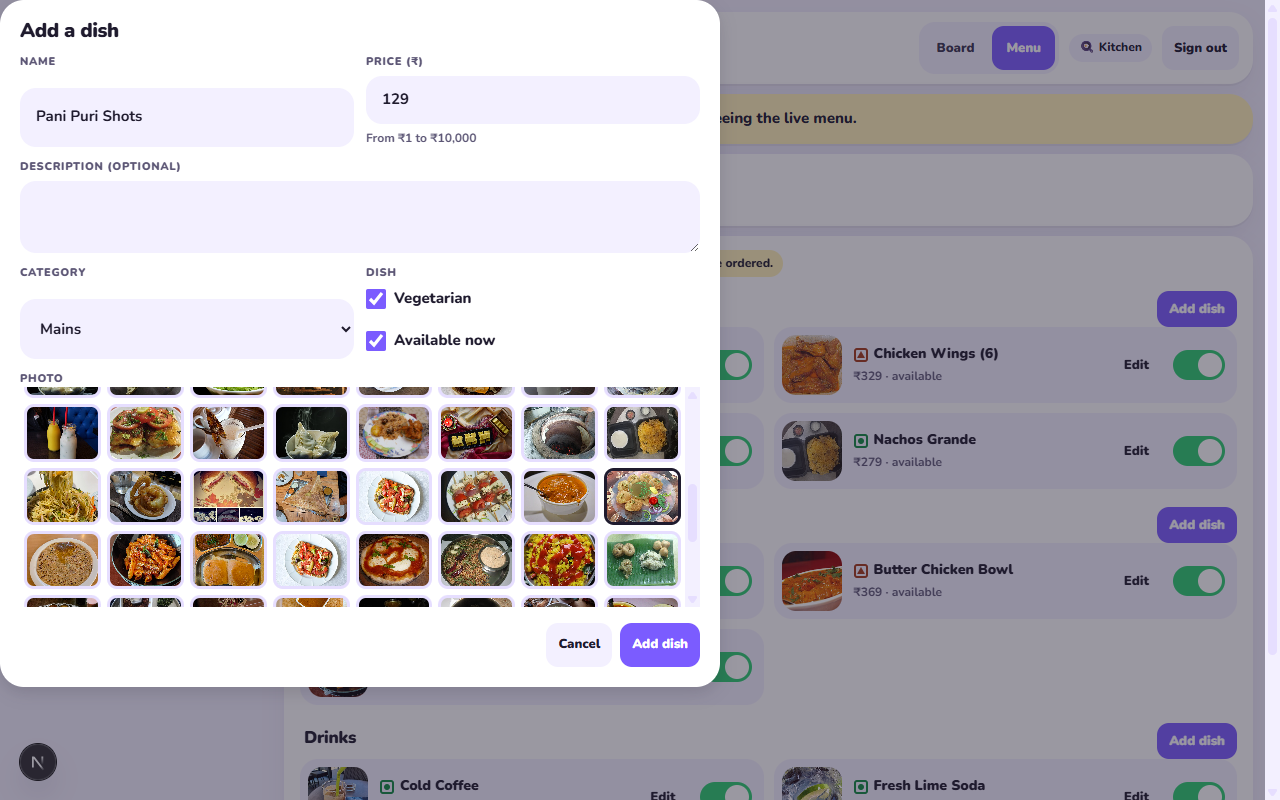 Add a dish
NAME
PRICE (₹)
Pani Puri Shots
129
From ₹1 to ₹10,000
DESCRIPTION (OPTIONAL)
CATEGORY
DISH
Mains
Vegetarian
Available now
PHOTO
Cancel
Add dish
Board
Menu
Kitchen
Sign out
eeing the live menu.
e ordered.
Add dish
Chicken Wings (6)
₹329 · available
Edit
Nachos Grande
₹279 · available
Edit
Add dish
Butter Chicken Bowl
₹369 · available
Edit
Drinks
Add dish
Cold Coffee
Edit
Fresh Lime Soda
Edit
N